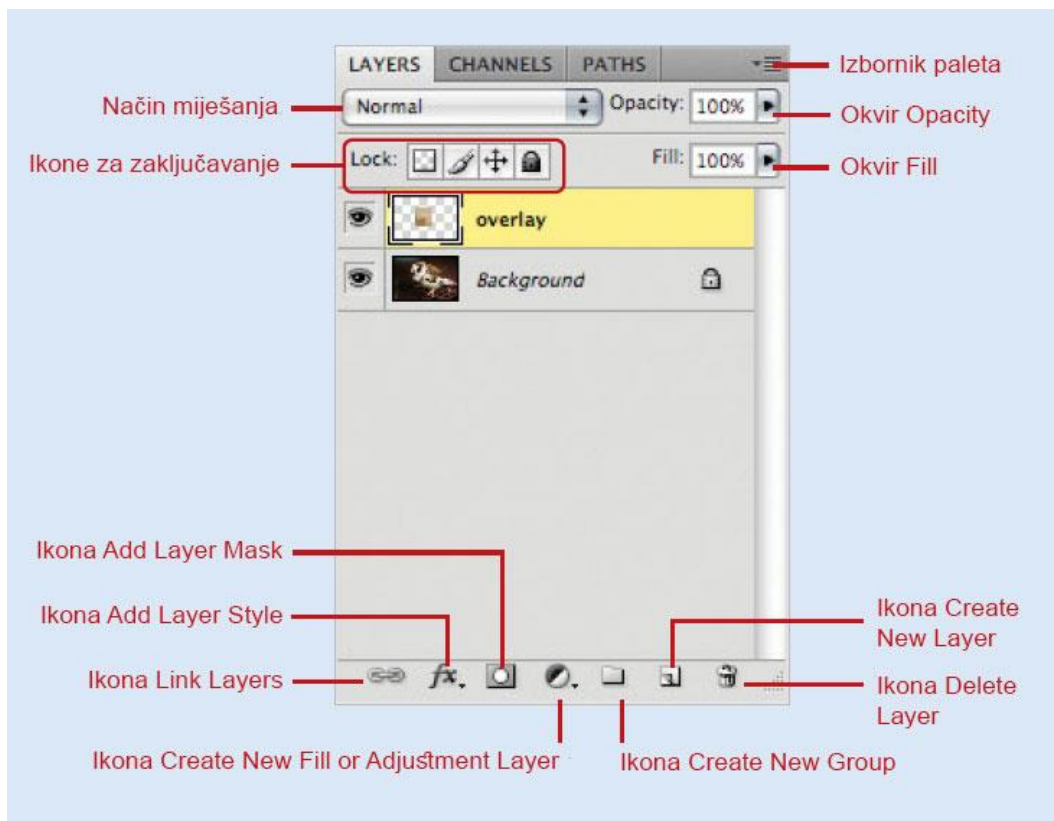 LAYERS CHANNELS PATHS
Izbornik paleta
Način miješanja
Normal
Opacity: 100%
Okvir Opacity
Ikone za zaključavanje
Lock:
Fill: 100%
Okvir Fill
overlay
Background
Ikona Add Layer Mask
Ikona Add Layer Style
Ikona Create
New Layer
Ikona Link Layers
fx.
Ikona Delete
Layer
Ikona Create New Fill or Adjustment Layer
Ikona Create New Group